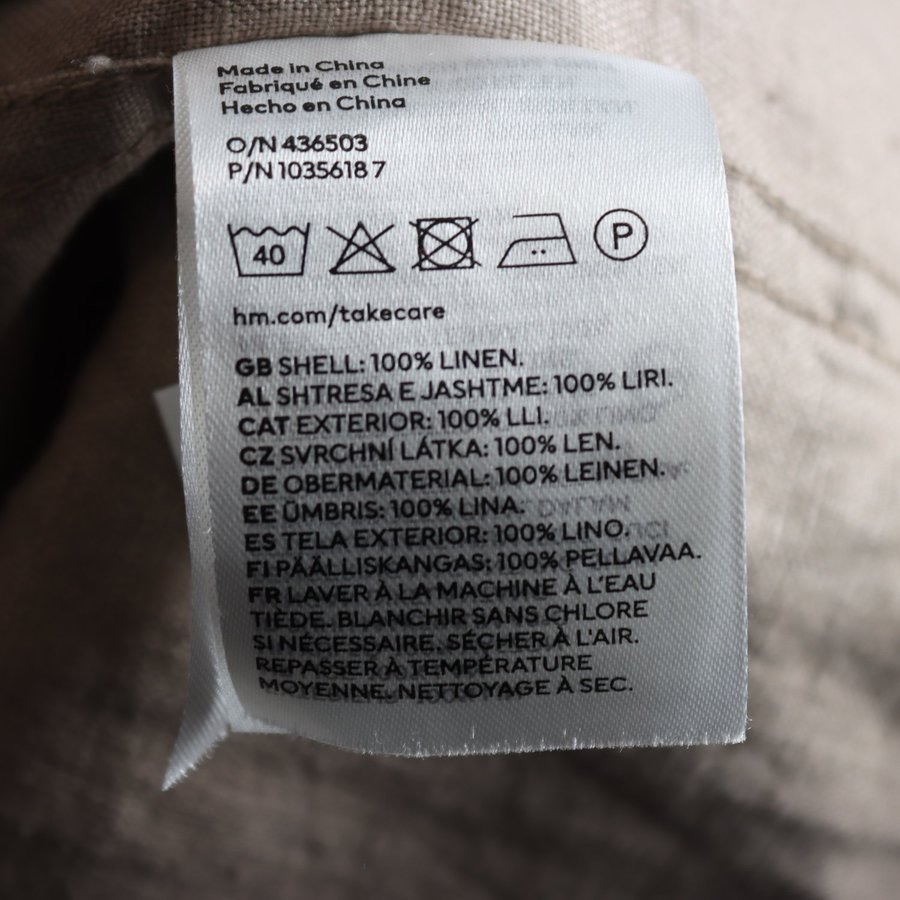 Made in China
Fabriqué en Chine
Hecho en China
O/N 436503
P/N 10356187
40 P
hm.com/takecare
GB SHELL: 100% LINEN.
AL SHTRESA E JASHTME: 100% LIRI.
CAT EXTERIOR: 100% LLI.
CZ SVRCHNÍ LÁTKA: 100% LEN.
DE OBERMATERIAL: 100% LEINEN.
EE ÜMBRIS: 100% LINA.
ES TELA EXTERIOR: 100% LINO.
FI PÄÄLLISKANGAS: 100% PELLAVAA.
FR LAVER À LA MACHINE À L'EAU
TIÈDE. BLANCHIR SANS CHLORE
SI NÉCESSAIRE. SÉCHER À L'AIR.
REPASSER À TEMPÉRATURE
MOYENNE. NETTOYAGE À SEC.